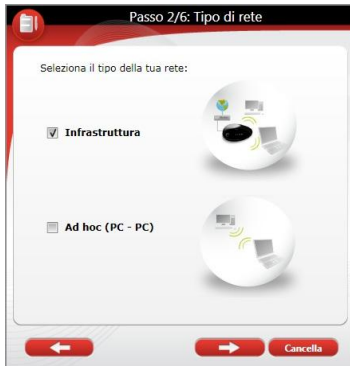 Passo 2/6: Tipo di rete
Seleziona il tipo della tua rete:
Infrastruttura
Ad hoc (PC - PC)
Cancella